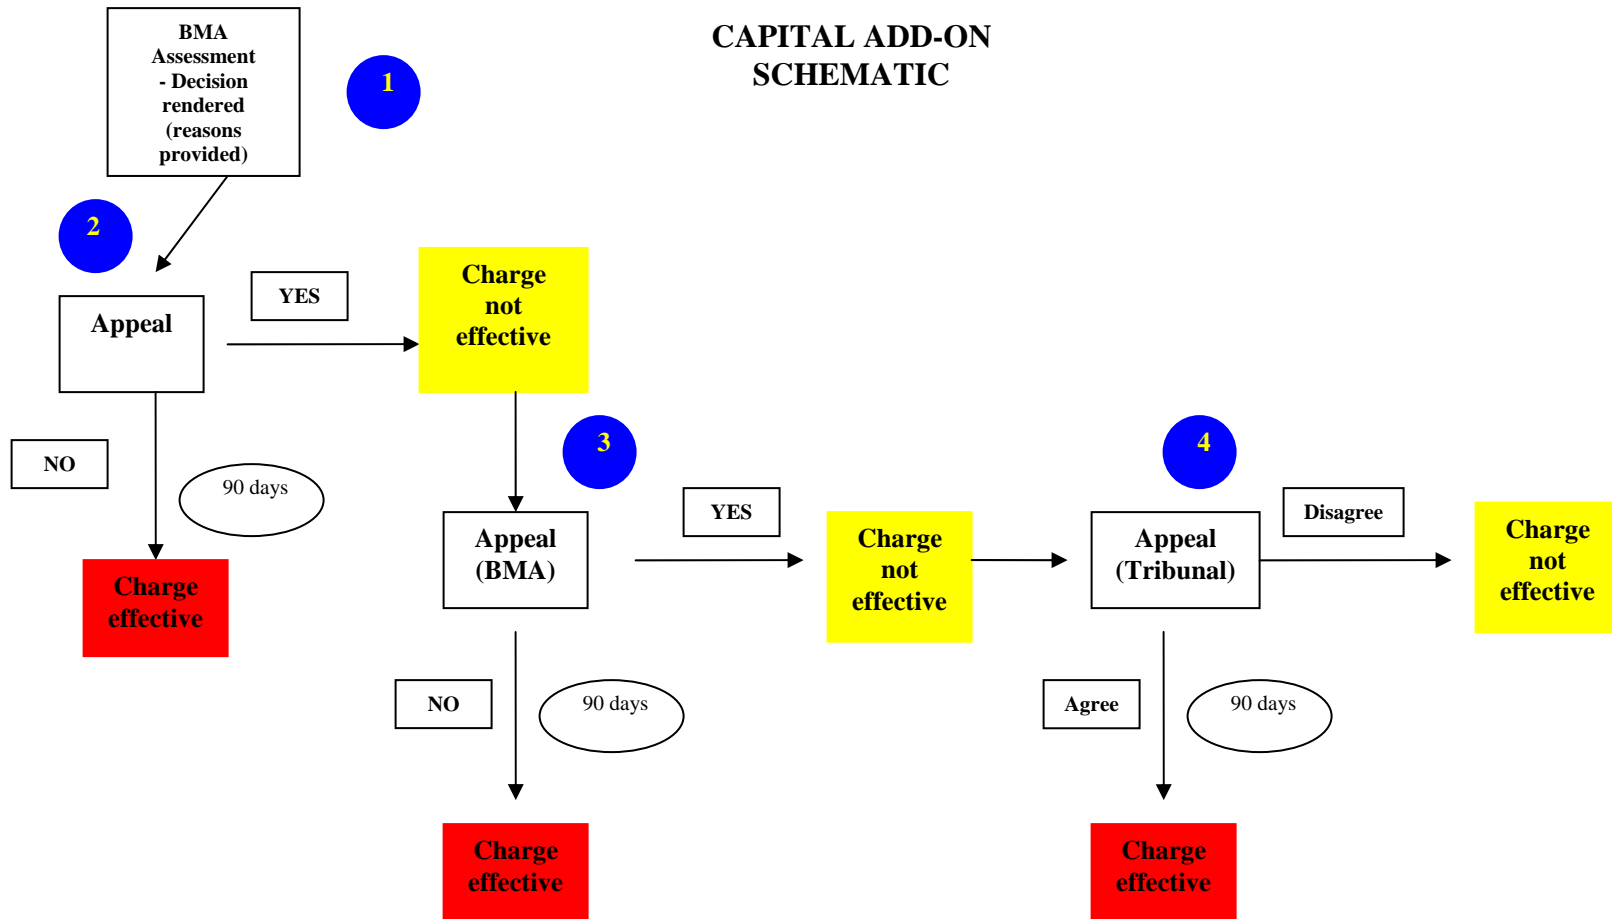 CAPITAL ADD-ON
SCHEMATIC
BMA
Assessment
- Decision
rendered
(reasons
provided)
1
2
Appeal
YES
Charge
not
effective
NO
90 days
Charge
effective
3
Appeal
(BMA)
YES
Charge
not
effective
4
Appeal
(Tribunal)
Disagree
Charge
not
effective
NO
90 days
Charge
effective
Agree
90 days
Charge
effective